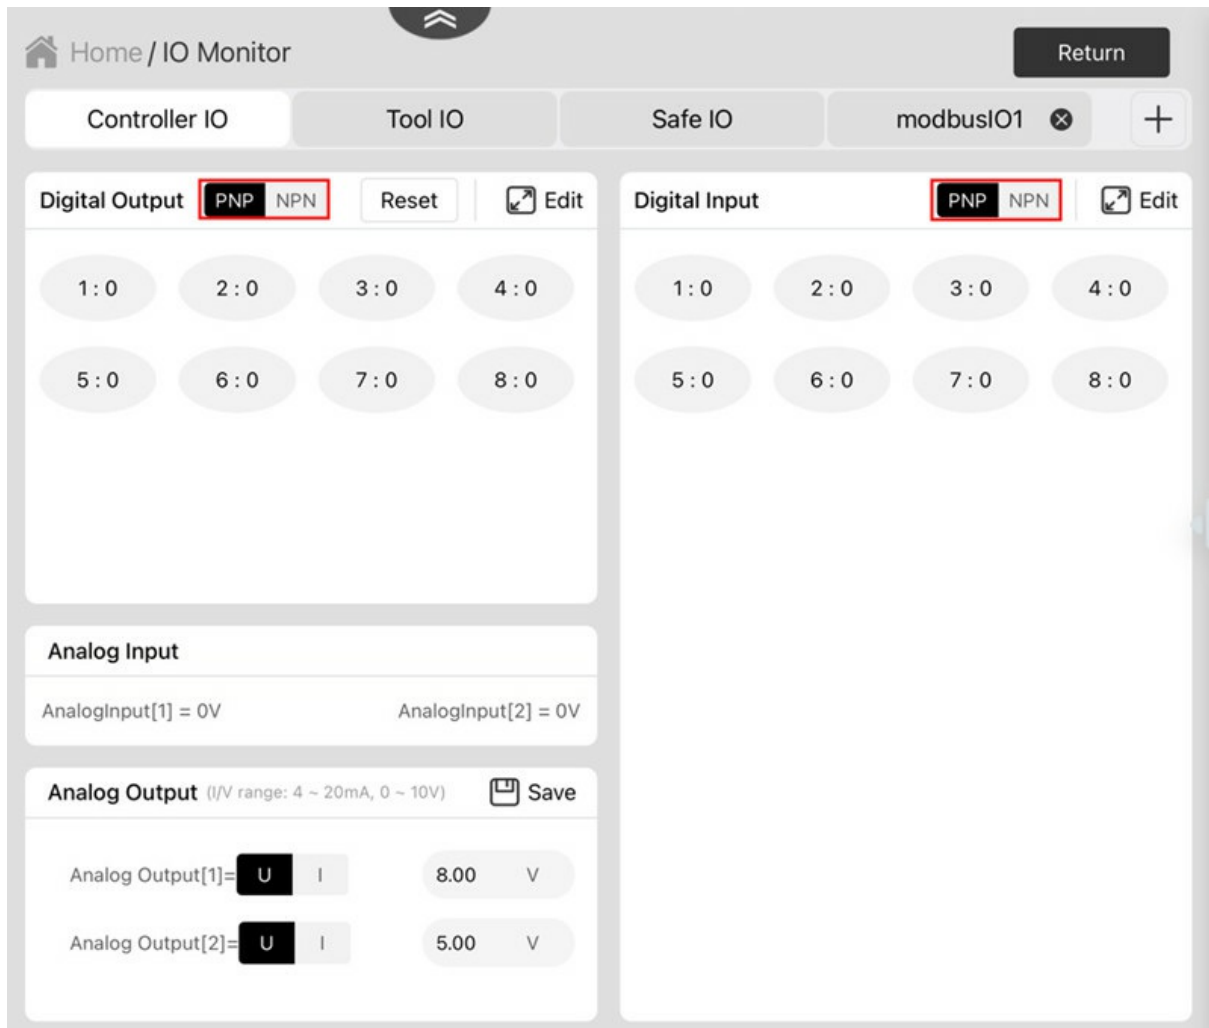 Home / IO Monitor
Return
Controller IO
Tool IO
Safe IO
modbusIO1
Digital Output PNP NPN Reset Edit
1 : 0 2 : 0 3 : 0 4 : 0
5 : 0 6 : 0 7 : 0 8 : 0
Digital Input PNP NPN Edit
1 : 0 2 : 0 3 : 0 4 : 0
5 : 0 6 : 0 7 : 0 8 : 0
Analog Input
AnalogInput[1] = 0V AnalogInput[2] = 0V
Analog Output (I/V range: 4 ~ 20mA, 0 ~ 10V) Save
Analog Output[1]= U I 8.00 V
Analog Output[2]= U I 5.00 V